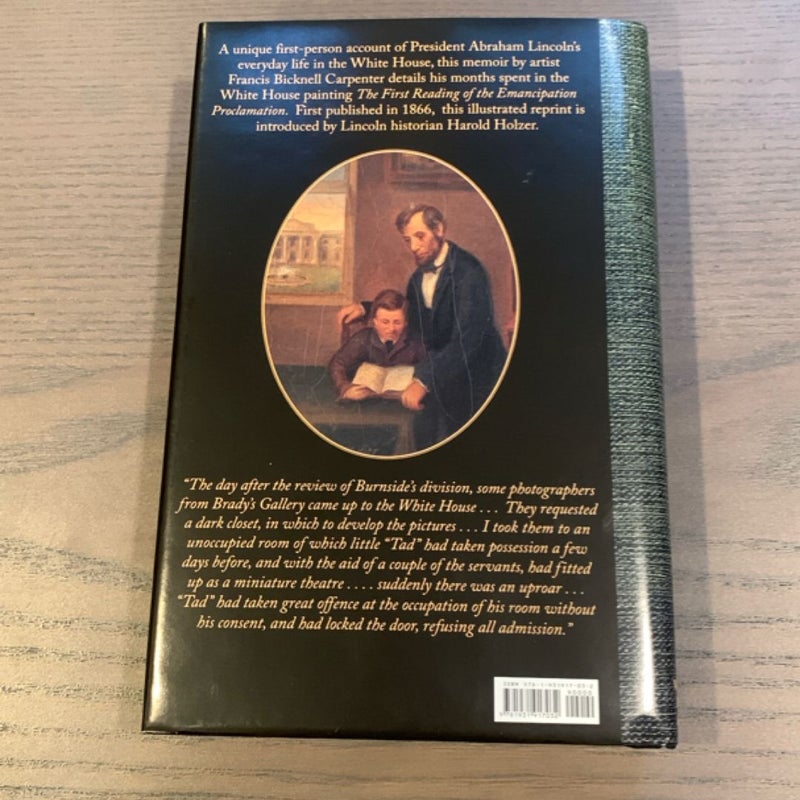 A unique first-person account of President Abraham Lincoln's
everyday life in the White House, this memoir by artist
Francis Bicknell Carpenter details his months spent in the
White House painting The First Reading of the Emancipation
Proclamation. First published in 1866, this illustrated reprint is
introduced by Lincoln historian Harold Holzer.
“The day after the review of Burnside's division, some photographers
from Brady's Gallery came up to the White House . . . They requested
a dark closet, in which to develop the pictures . . . I took them to an
unoccupied room of which little “Tad” had taken possession a few
days before, and with the aid of a couple of the servants, had fitted
up as a miniature theatre . . . . suddenly there was an uproar . . .
“Tad” had taken great offence at the occupation of his room without
his consent, and had locked the door, refusing all admission.”
ISBN
90000